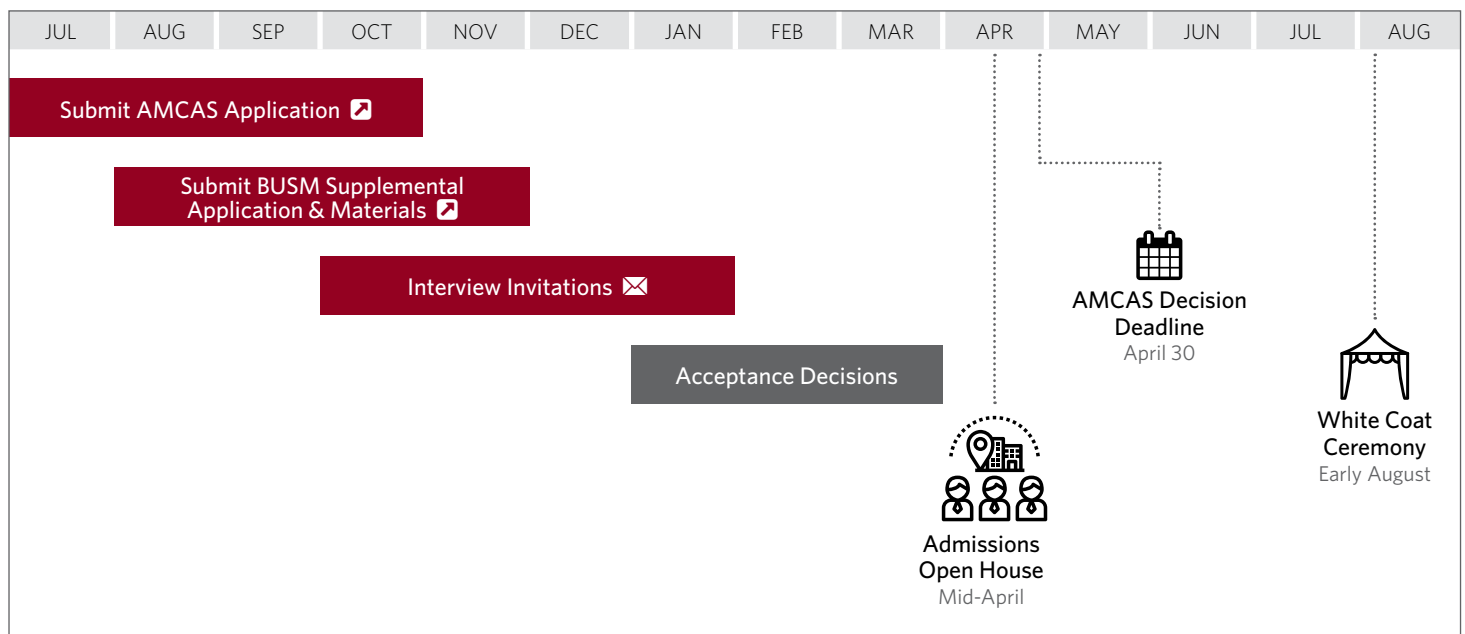 JUL AUG SEP OCT NOV DEC JAN FEB MAR APR MAY JUN JUL AUG
Submit AMCAS Application
Submit BUSM Supplemental
Application & Materials
Interview Invitations
Acceptance Decisions
Admissions
Open House
Mid-April
AMCAS Decision
Deadline
April 30
White Coat
Ceremony
Early August